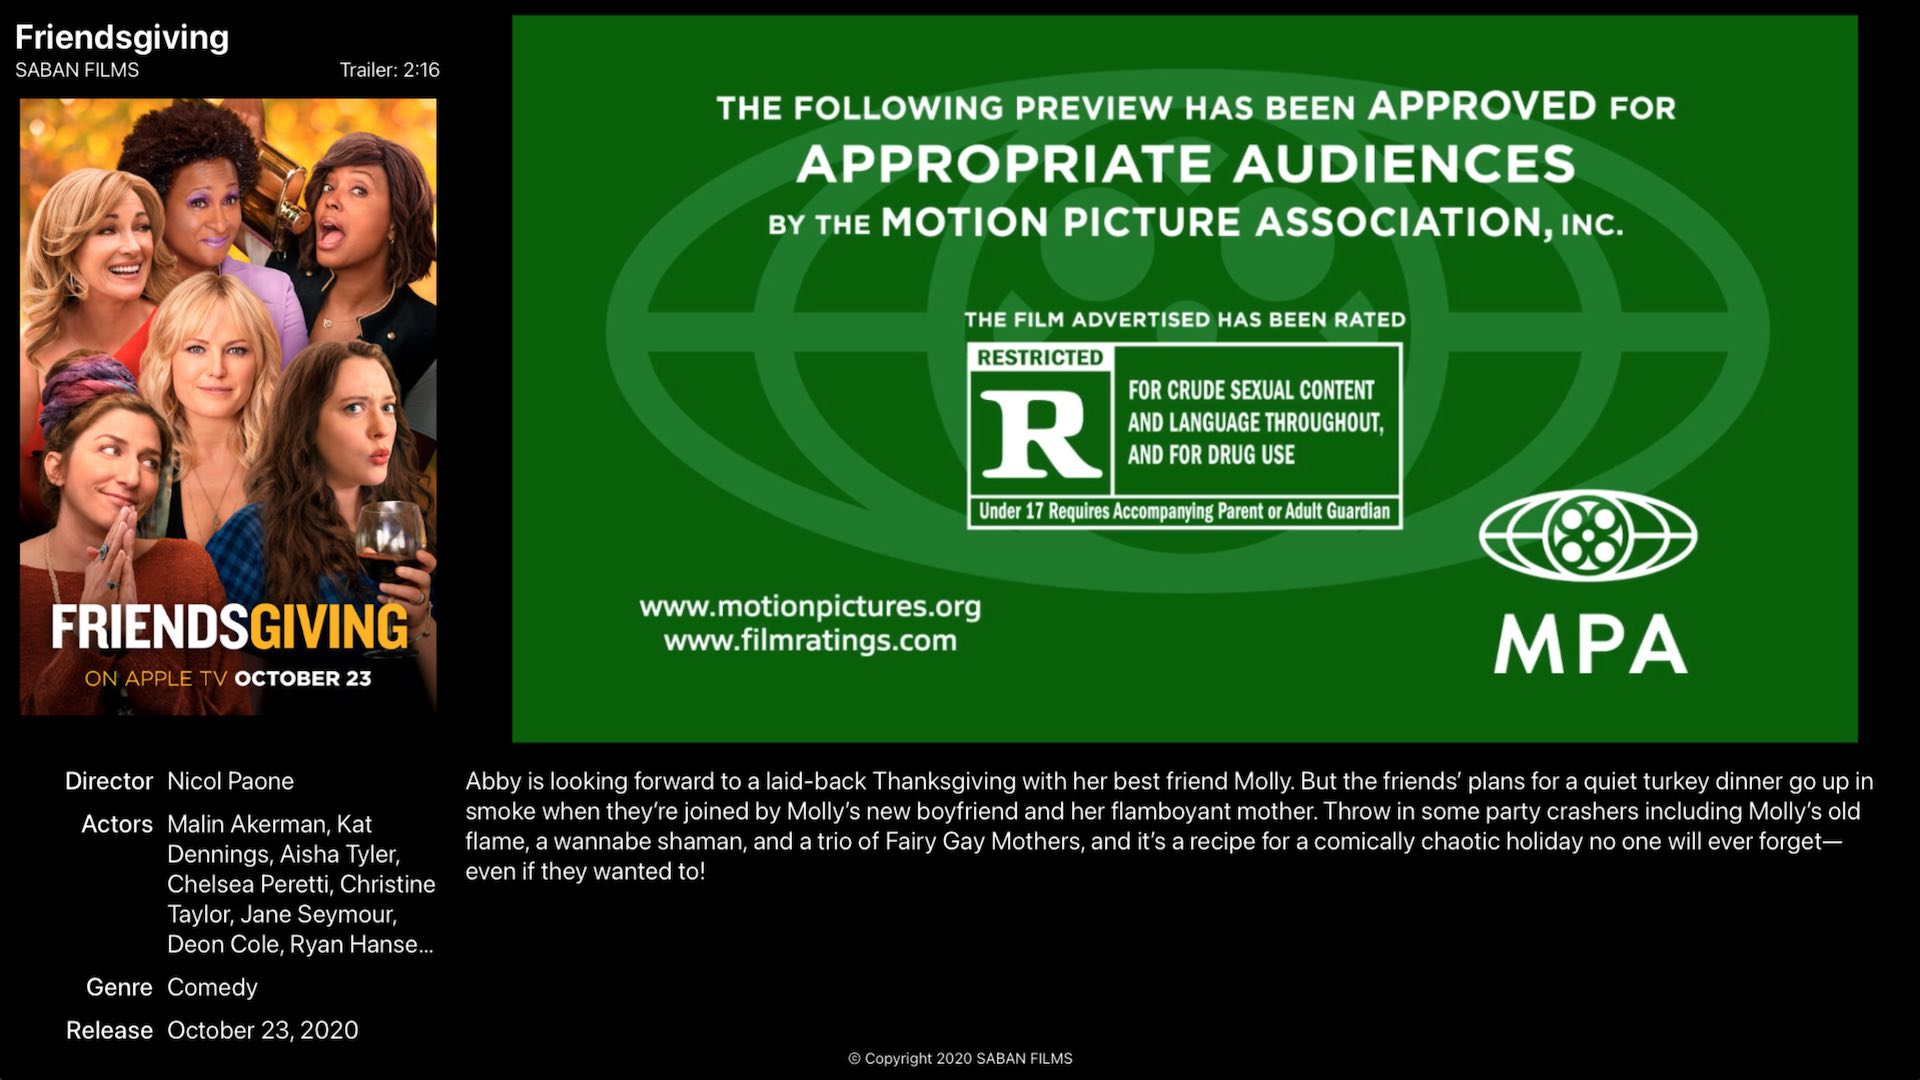 Friendsgiving
SABAN FILMS Trailer: 2:16
FRIENDSGIVING
ON APPLE TV OCTOBER 23
THE FOLLOWING PREVIEW HAS BEEN APPROVED FOR
APPROPRIATE AUDIENCES
BY THE MOTION PICTURE ASSOCIATION, INC.
THE FILM ADVERTISED HAS BEEN RATED
RESTRICTED
R
FOR CRUDE SEXUAL CONTENT
AND LANGUAGE THROUGHOUT,
AND FOR DRUG USE
Under 17 Requires Accompanying Parent or Adult Guardian
www.motionpictures.org
www.filmratings.com
MPA
Director Nicol Paone
Actors Malin Akerman, Kat
Dennings, Aisha Tyler,
Chelsea Peretti, Christine
Taylor, Jane Seymour,
Deon Cole, Ryan Hanse...
Genre Comedy
Release October 23, 2020
Abby is looking forward to a laid-back Thanksgiving with her best friend Molly. But the friends’ plans for a quiet turkey dinner go up in
smoke when they’re joined by Molly’s new boyfriend and her flamboyant mother. Throw in some party crashers including Molly’s old
flame, a wannabe shaman, and a trio of Fairy Gay Mothers, and it’s a recipe for a comically chaotic holiday no one will ever forget—
even if they wanted to!
© Copyright 2020 SABAN FILMS